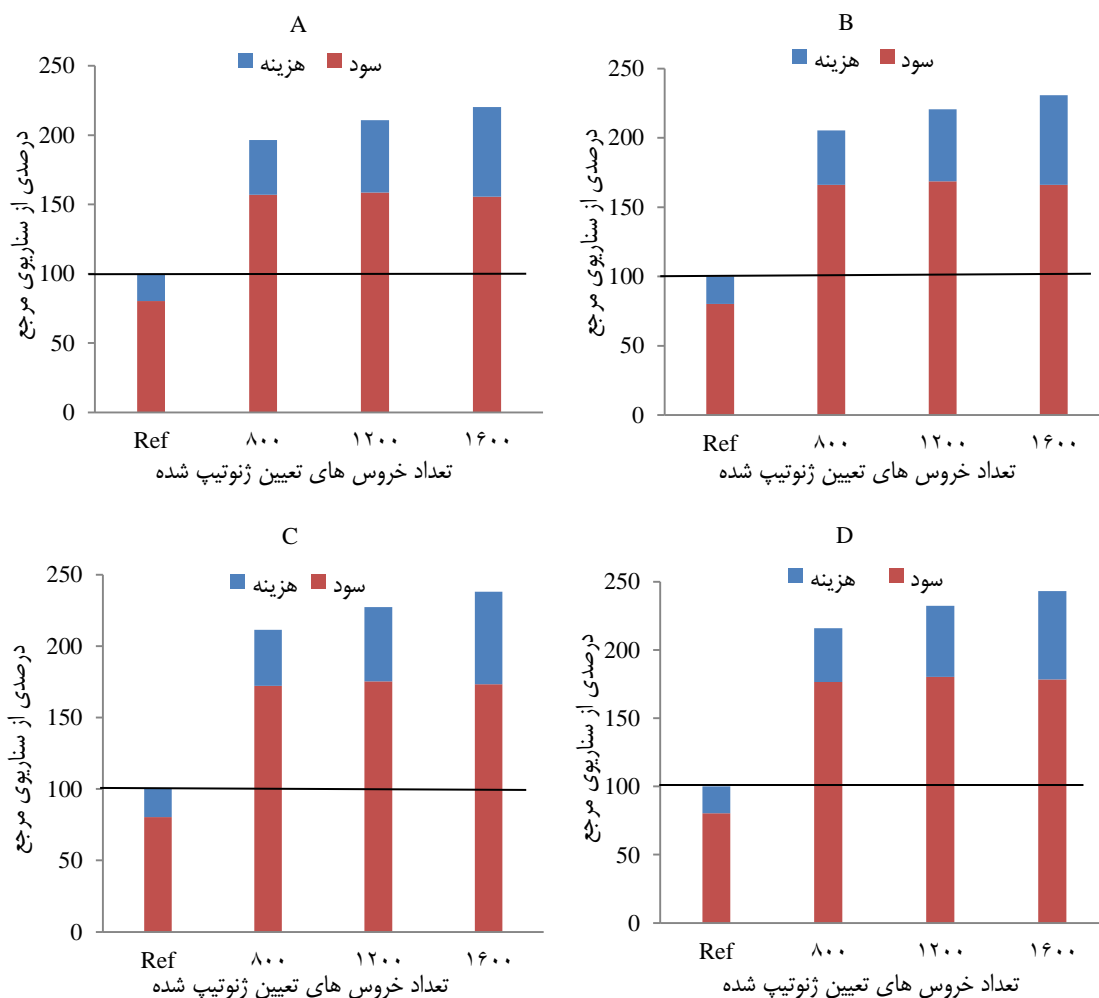 A
هزینه سود
درصدی از سناریوی مرجع
250
200
150
100
50
0
Ref ۸۰۰ ۱۲۰۰ ۱۶۰۰
تعداد خروس های تعیین ژنوتیپ شده
B
هزینه سود
درصدی از سناریوی مرجع
250
200
150
100
50
0
Ref ۸۰۰ ۱۲۰۰ ۱۶۰۰
تعداد خروس های تعیین ژنوتیپ شده
C
هزینه سود
درصدی از سناریوی مرجع
250
200
150
100
50
0
Ref ۸۰۰ ۱۲۰۰ ۱۶۰۰
تعداد خروس های تعیین ژنوتیپ شده
D
هزینه سود
درصدی از سناریوی مرجع
250
200
150
100
50
0
Ref ۸۰۰ ۱۲۰۰ ۱۶۰۰
تعداد خروس های تعیین ژنوتیپ شده